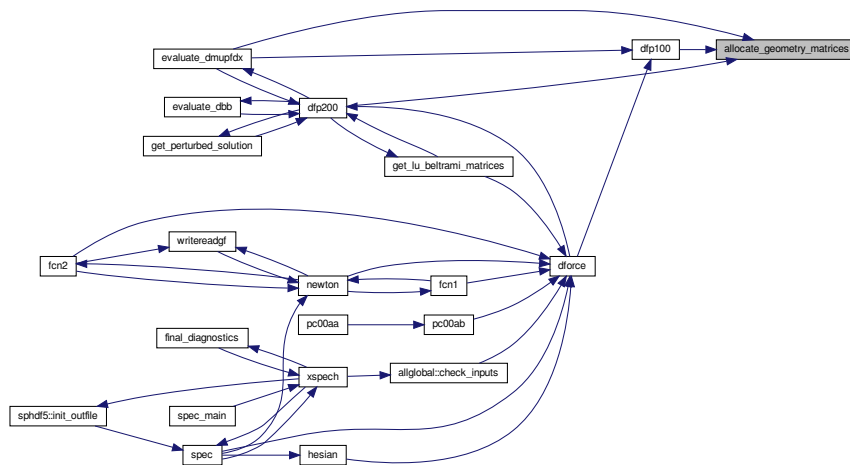 allocate_geometry_matrices
dfp100
evaluate_dmupfdx
evaluate_dbb
dfp200
get_perturbed_solution
get_lu_beltrami_matrices
writereadgf
fcn2
dforce
newton
fcn1
pc00aa
pc00ab
final_diagnostics
xspech
allglobal::check_inputs
sphdf5::init_outfile
spec_main
spec
hesian